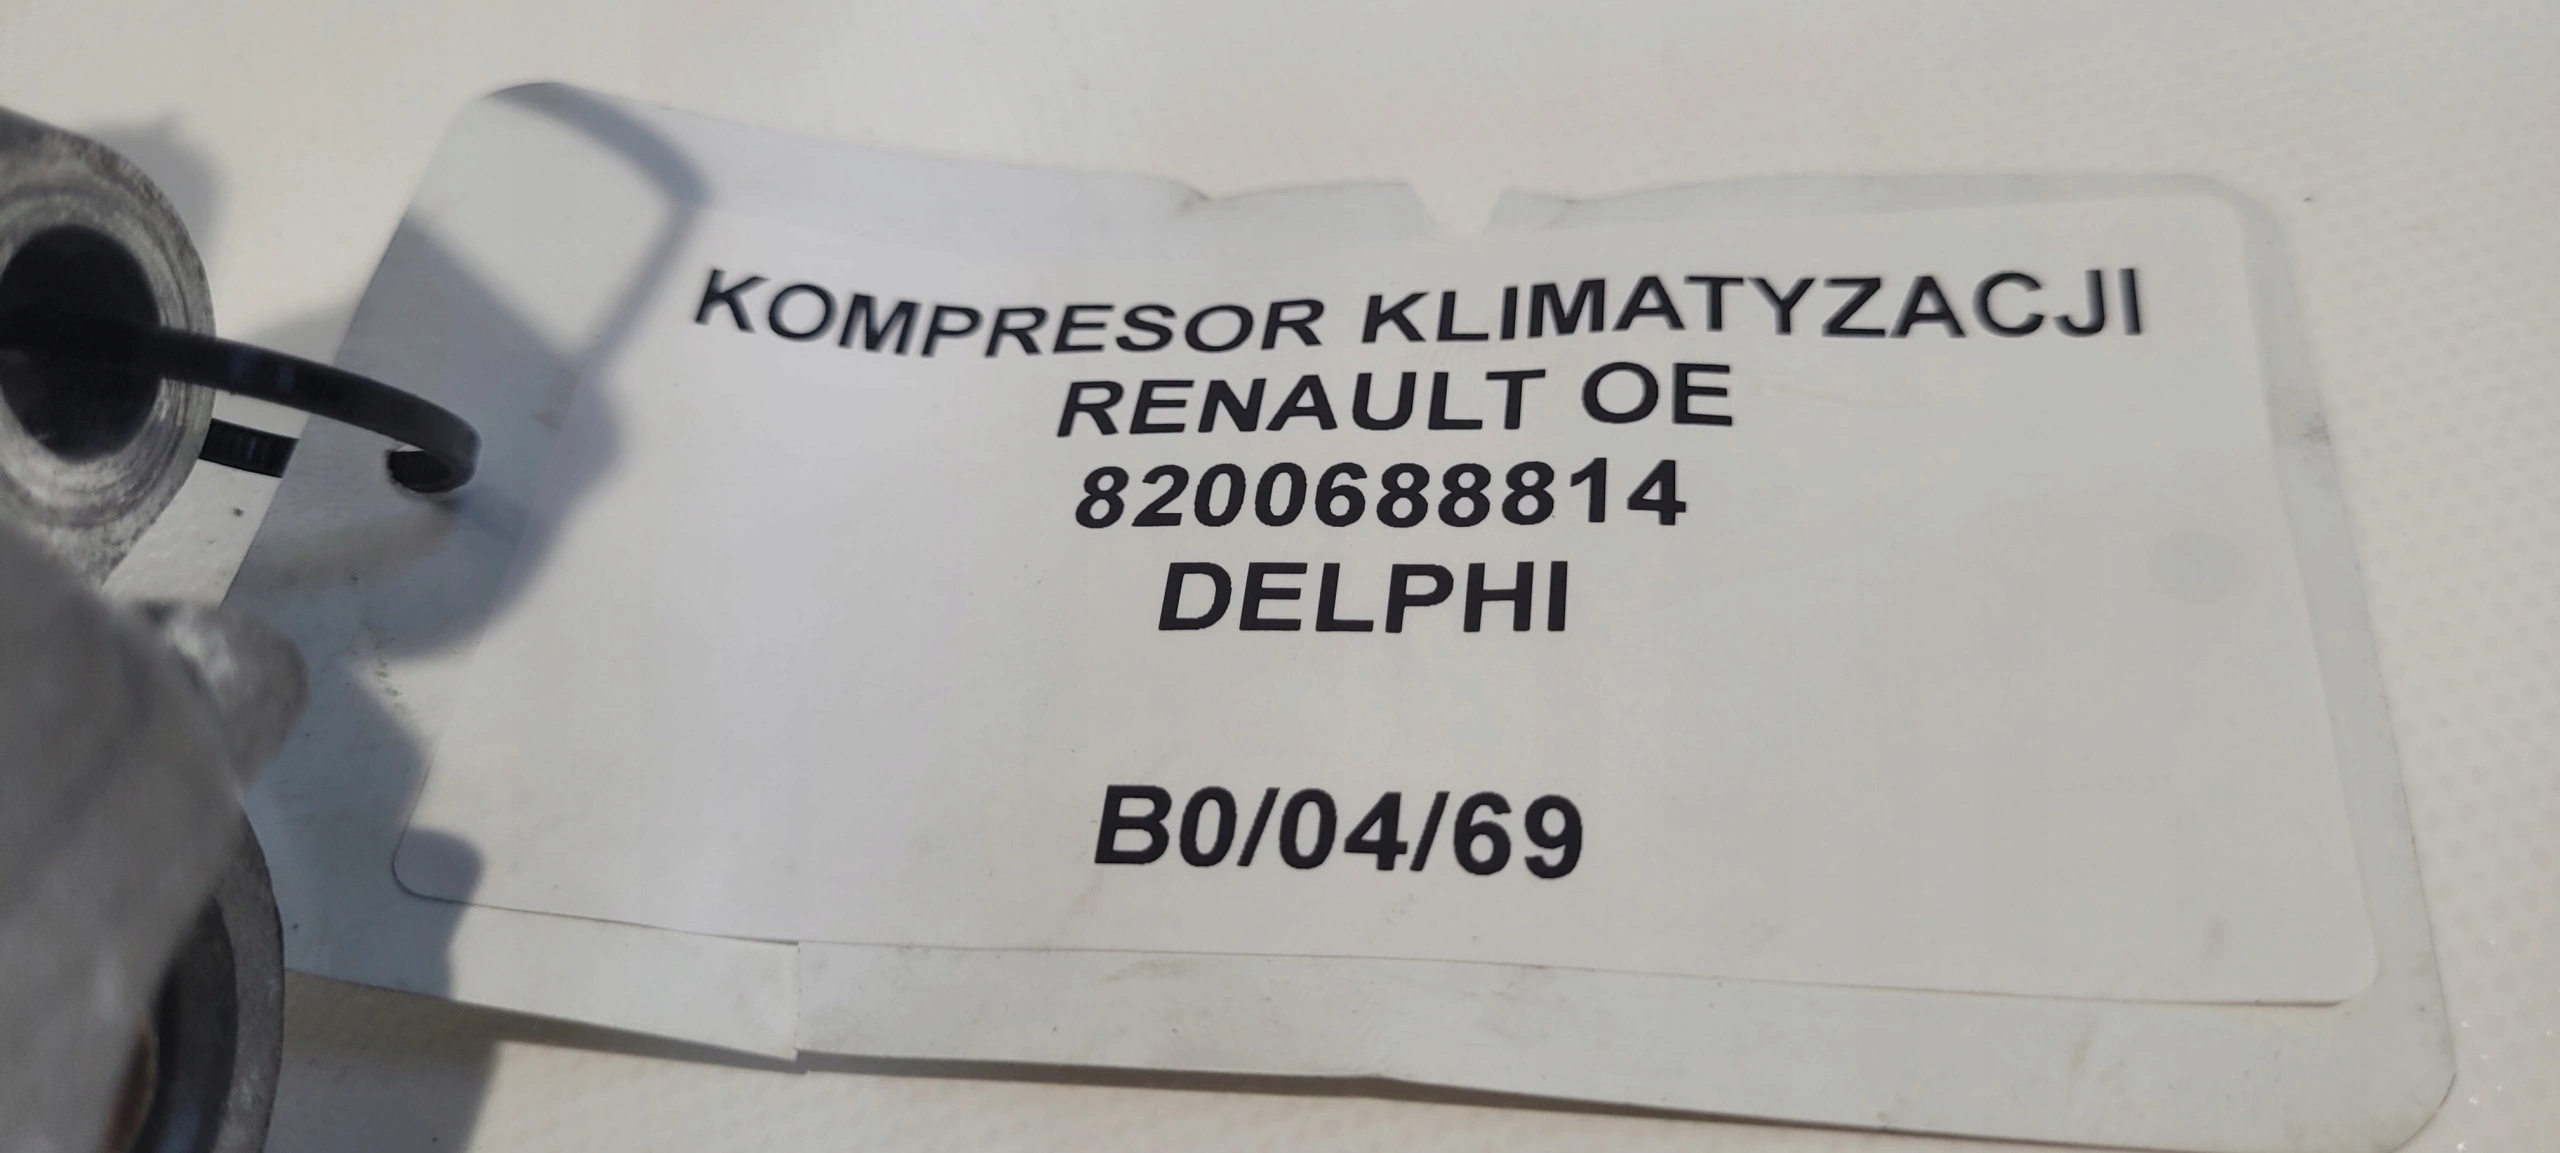 KOMPRESOR KLIMATYZACJI
RENAULT OE
8200688814
DELPHI
B0/04/69